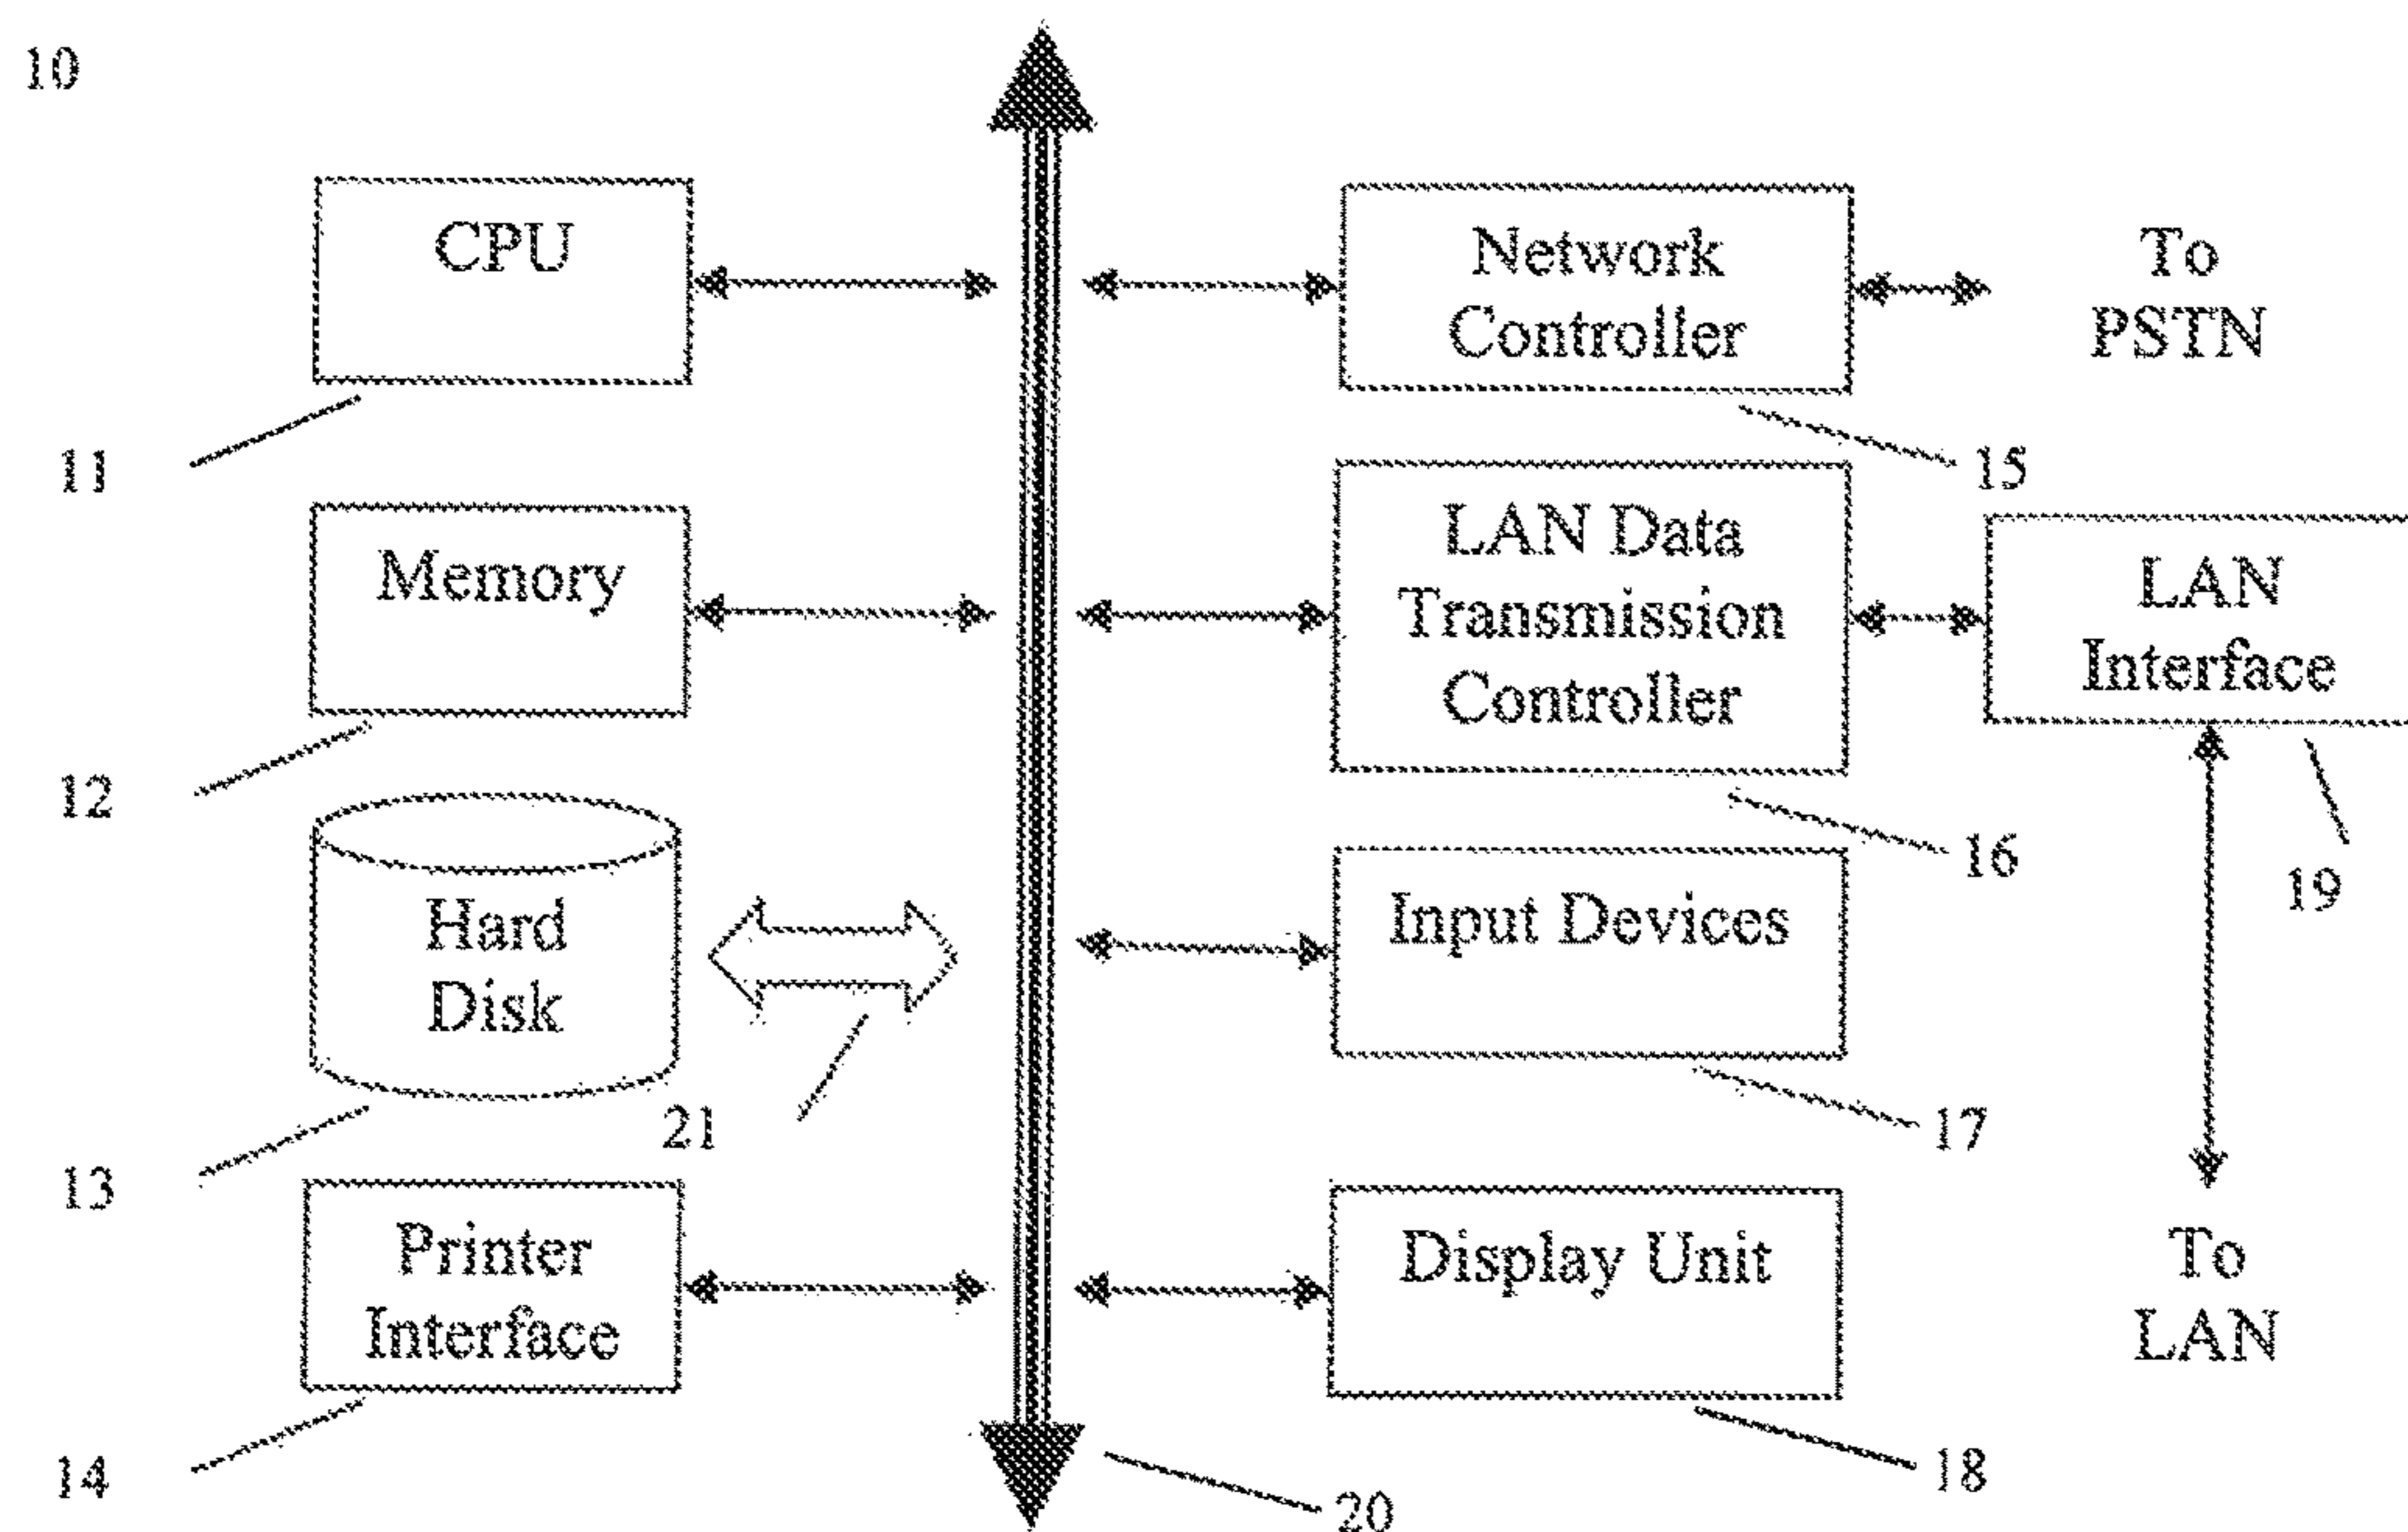 10
CPU
11
Memory
12
Hard
Disk
21
13
Printer
Interface
14
Network
Controller
To
PSTN
15
LAN Data
Transmission
Controller
LAN
Interface
16
19
Input Devices
17
Display Unit
To
LAN
18
20